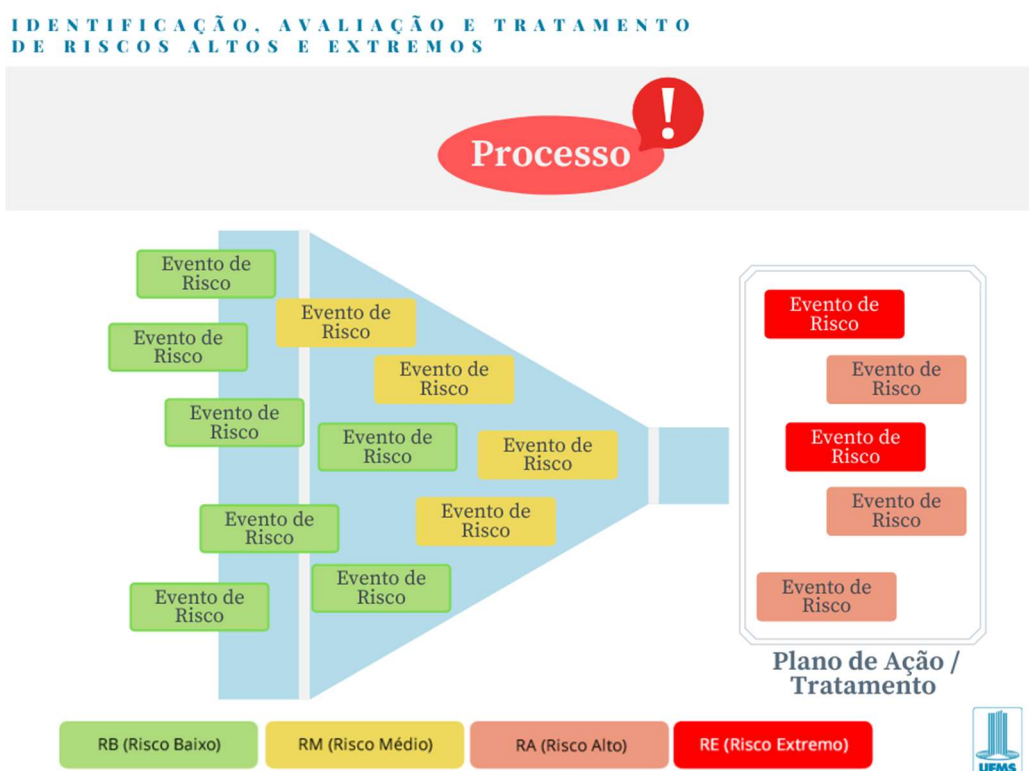 IDENTIFICAÇÃO, AVALIAÇÃO E TRATAMENTO
DE RISCOS ALTOS E EXTREMOS
Processo
Evento de
Risco
Evento de
Risco
Evento de
Risco
Evento de
Risco
Evento de
Risco
Evento de
Risco
Evento de
Risco
Evento de
Risco
Evento de
Risco
Evento de
Risco
Evento de
Risco
Evento de
Risco
Evento de
Risco
Evento de
Risco
Evento de
Risco
Evento de
Risco
Plano de Ação /
Tratamento
RB (Risco Baixo)
RM (Risco Médio)
RA (Risco Alto)
RE (Risco Extremo)
UFMS